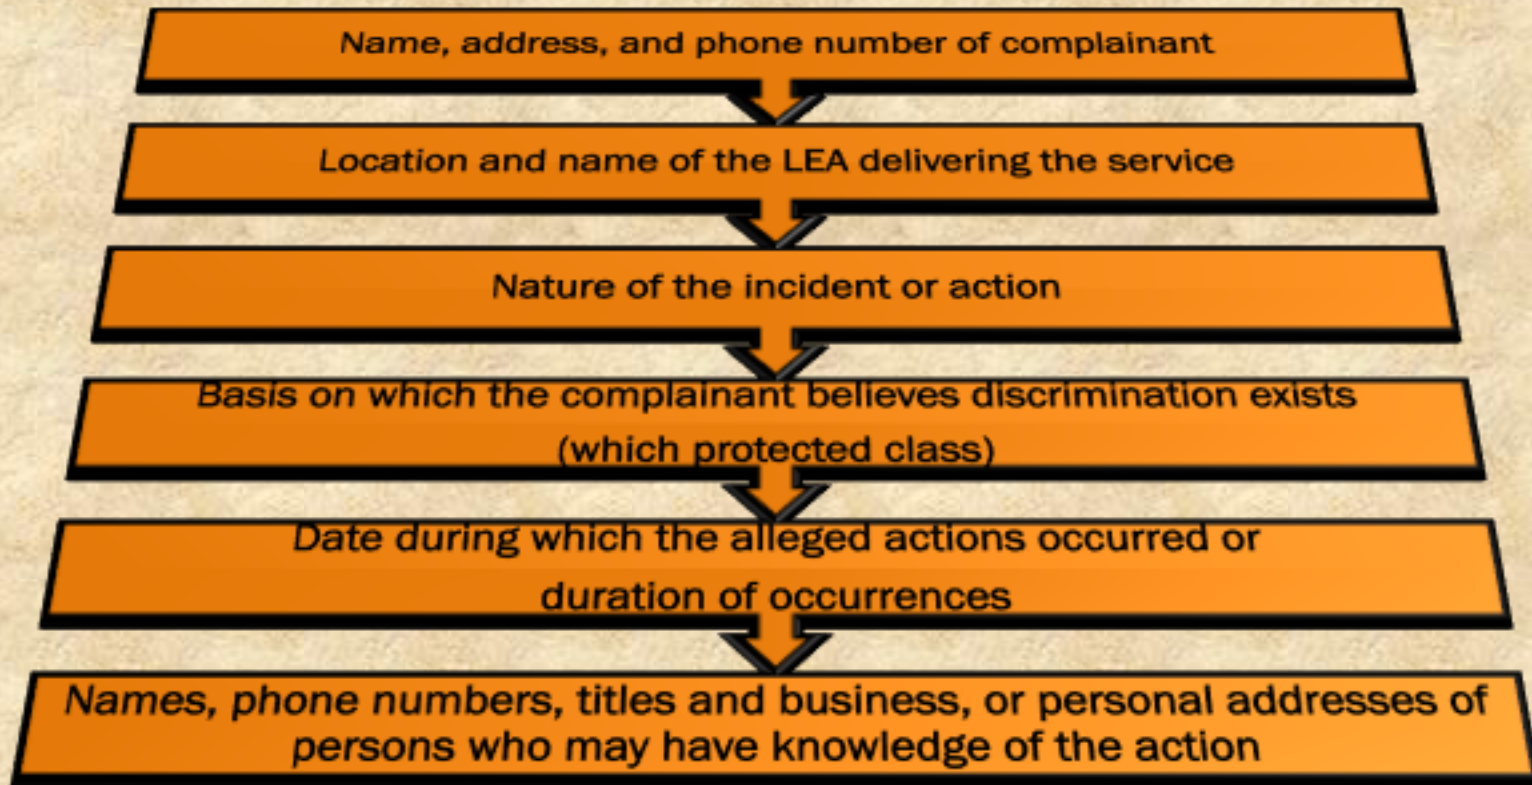 Name, address, and phone number of complainant
Location and name of the LEA delivering the service
Nature of the incident or action
Basis on which the complainant believes discrimination exists
(which protected class)
Date during which the alleged actions occurred or
duration of occurrences
Names, phone numbers, titles and business, or personal addresses of
persons who may have knowledge of the action